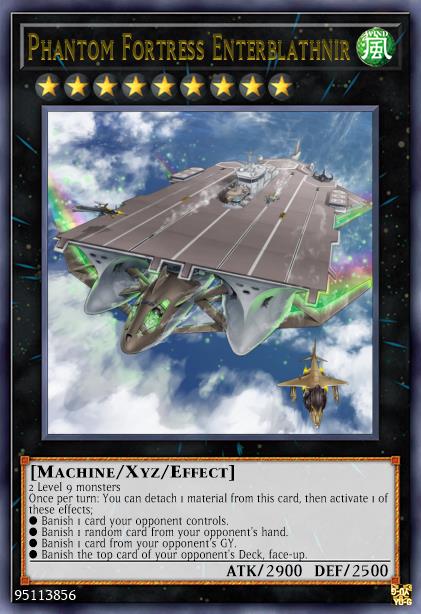 Phantom Fortress Enterblathnir
WIND
風
[Machine/Xyz/Effect]
2 Level 9 monsters
Once per turn: You can detach 1 material from this card, then activate 1 of
these effects;
● Banish 1 card your opponent controls.
● Banish 1 random card from your opponent's hand.
● Banish 1 card from your opponent's GY.
● Banish the top card of your opponent's Deck, face-up.
ATK/2900 DEF/2500
95113856